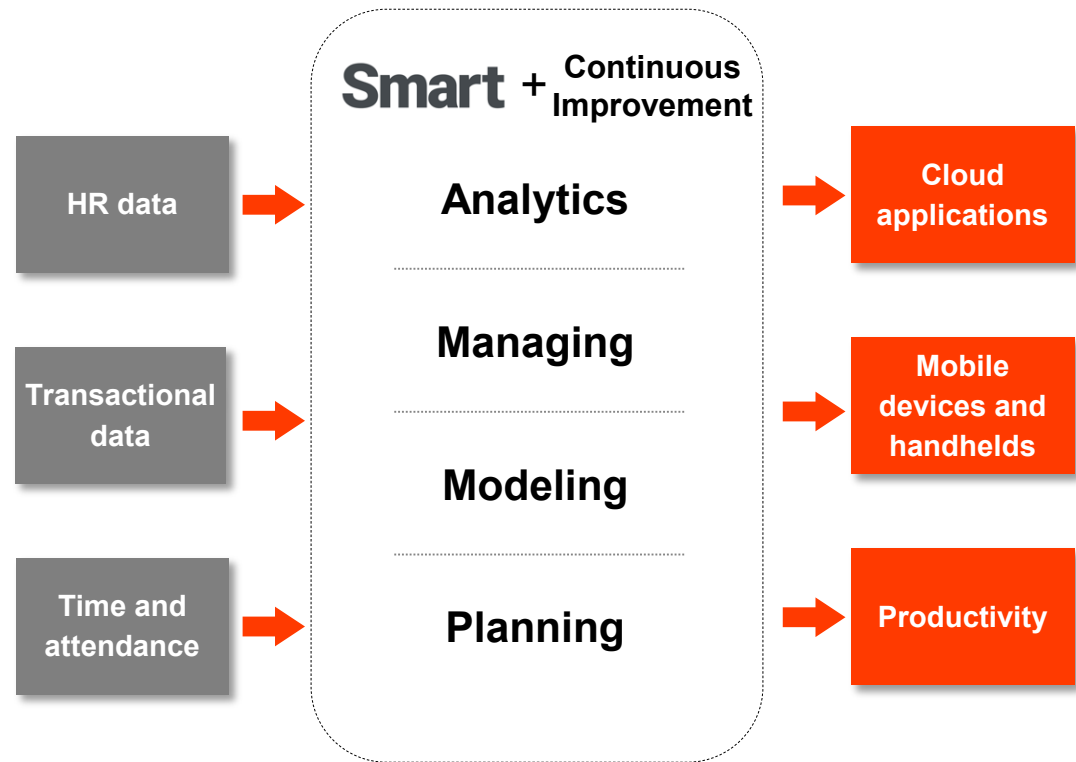 Smart + Continuous
Improvement
HR data
Transactional
data
Time and
attendance
Analytics
Managing
Modeling
Planning
Cloud
applications
Mobile
devices and
handhelds
Productivity